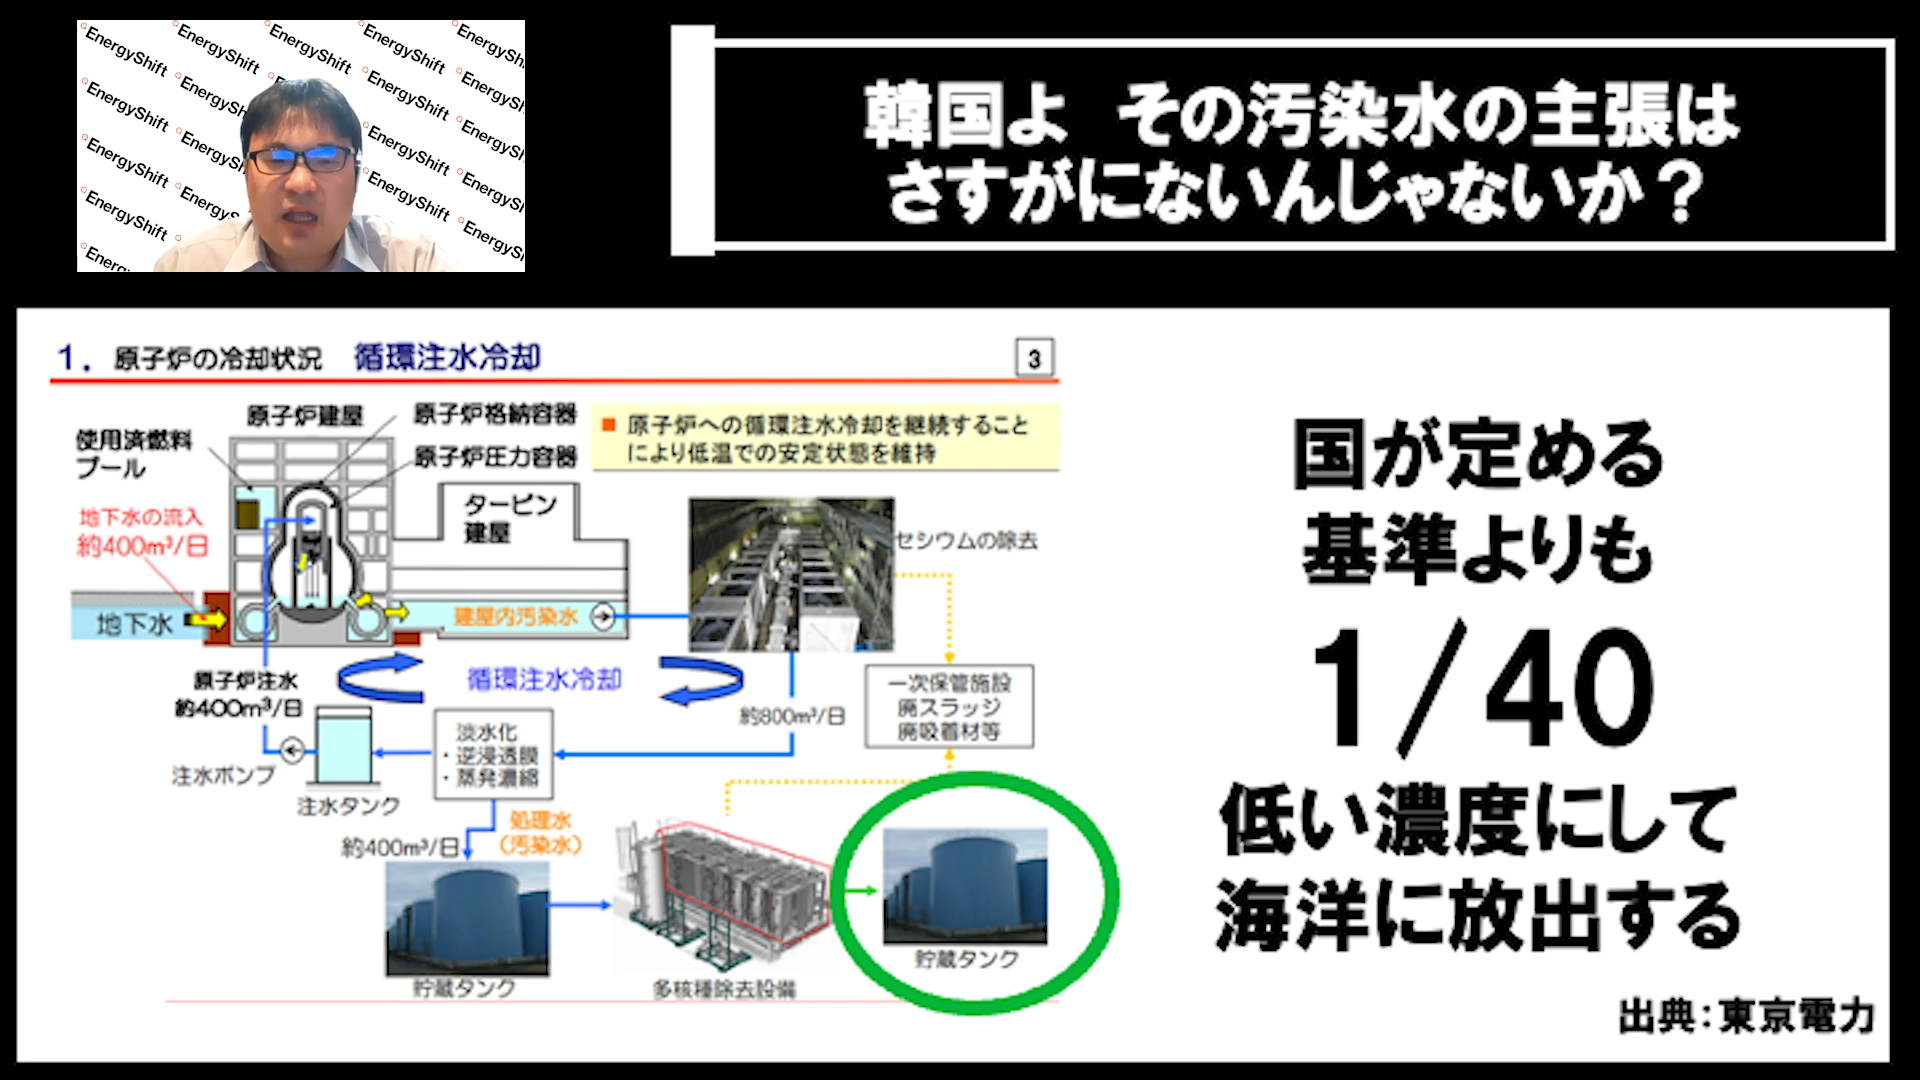 EnergyShift
韓国よ その汚染水の主張は
さすがにないんじゃないか？
1. 原子炉の冷却状況 循環注水冷却
3
原子炉への循環注水冷却を継続すること
により低温での安定状態を維持
原子炉建屋
原子炉格納容器
使用済燃料
プール
原子炉圧力容器
地下水の流入
約400m³/日
タービン
建屋
セシウムの除去
地下水
建屋内汚染水
循環注水冷却
原子炉注水
約400m³/日
約800m³/日
一次保管施設
廃スラッジ
廃吸着材等
淡水化
・逆浸透膜
・蒸発濃縮
注水ポンプ
注水タンク
約400m³/日
処理水
（汚染水）
貯蔵タンク
多核種除去設備
貯蔵タンク
国が定める
基準よりも
1/40
低い濃度にして
海洋に放出する
出典：東京電力